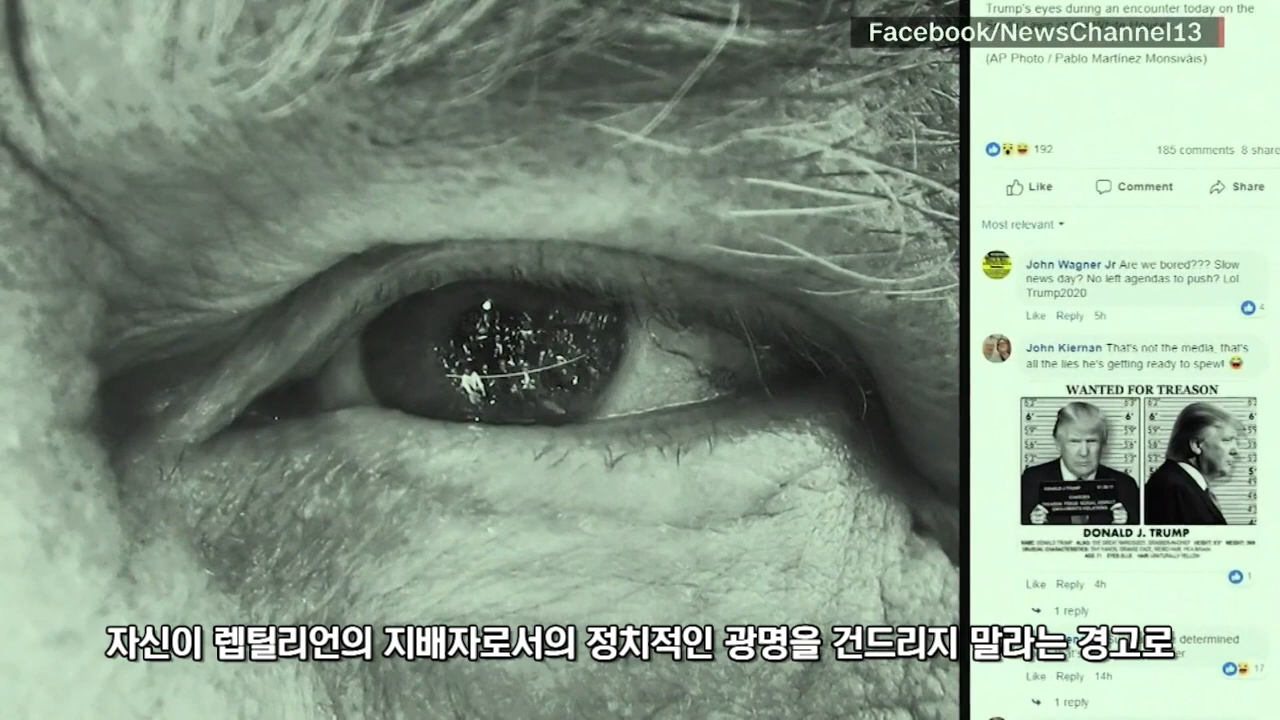 Trump's eyes during an encounter today on the
Facebook/NewsChannel13
(AP Photo / Pablo Martínez Monsiváis)
192
185 comments 8 share
Like Comment Share
Most relevant
John Wagner Jr Are we bored??? Slow
news day? No left agendas to push? Lol
Trump2020
4
Like Reply 5h
John Kiernan That's not the media, that's
all the lies he's getting ready to spew!
WANTED FOR TREASON
DONALD J. TRUMP
1
Like Reply 4h
1 reply
determined
17
Like Reply 14h
1 reply
자신이 렙틸리언의 지배자로서의 정치적인 광명을 건드리지 말라는 경고로